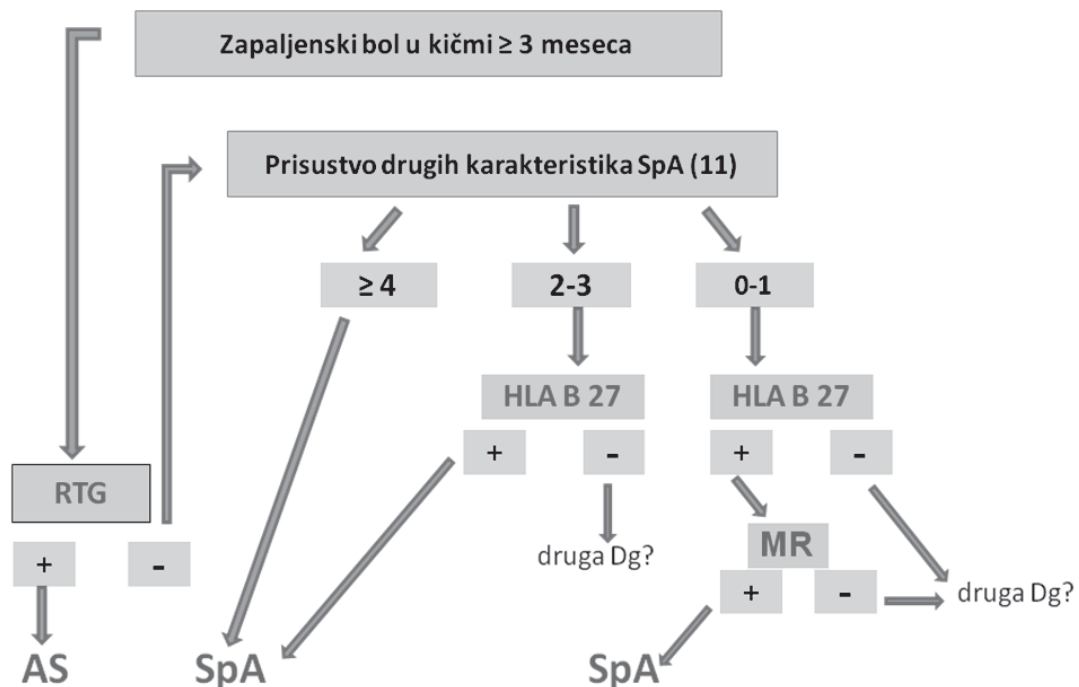 Zapaljenski bol u kičmi ≥ 3 meseca
Prisustvo drugih karakteristika SpA (11)
≥ 4
2-3
0-1
HLA B 27
HLA B 27
+
-
+
-
RTG
druga Dg?
MR
+
-
+
-
druga Dg?
AS
SpA
SpA